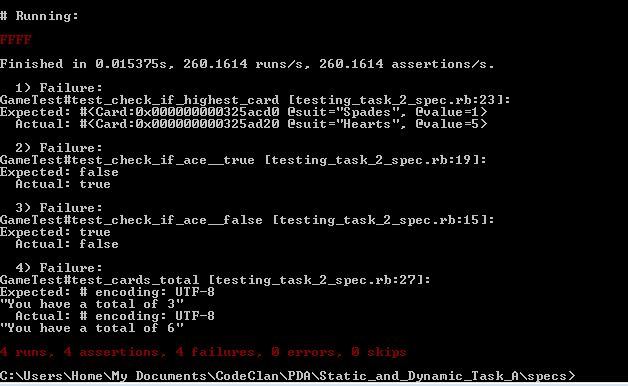 # Running:
FFFF
Finished in 0.015375s, 260.1614 runs/s, 260.1614 assertions/s.
1) Failure:
GameTest#test_check_if_highest_card [testing_task_2_spec.rb:23]:
Expected: #<Card:0x000000000325acd0 @suit="Spades", @value=1>
Actual: #<Card:0x000000000325ad20 @suit="Hearts", @value=5>
2) Failure:
GameTest#test_check_if_ace__true [testing_task_2_spec.rb:19]:
Expected: false
Actual: true
3) Failure:
GameTest#test_check_if_ace__false [testing_task_2_spec.rb:15]:
Expected: true
Actual: false
4) Failure:
GameTest#test_cards_total [testing_task_2_spec.rb:27]:
Expected: # encoding: UTF-8
"You have a total of 3"
Actual: # encoding: UTF-8
"You have a total of 6"
4 runs, 4 assertions, 4 failures, 0 errors, 0 skips
C:\Users\Home\My Documents\CodeClan\PDA\Static_and_Dynamic_Task_A\specs>